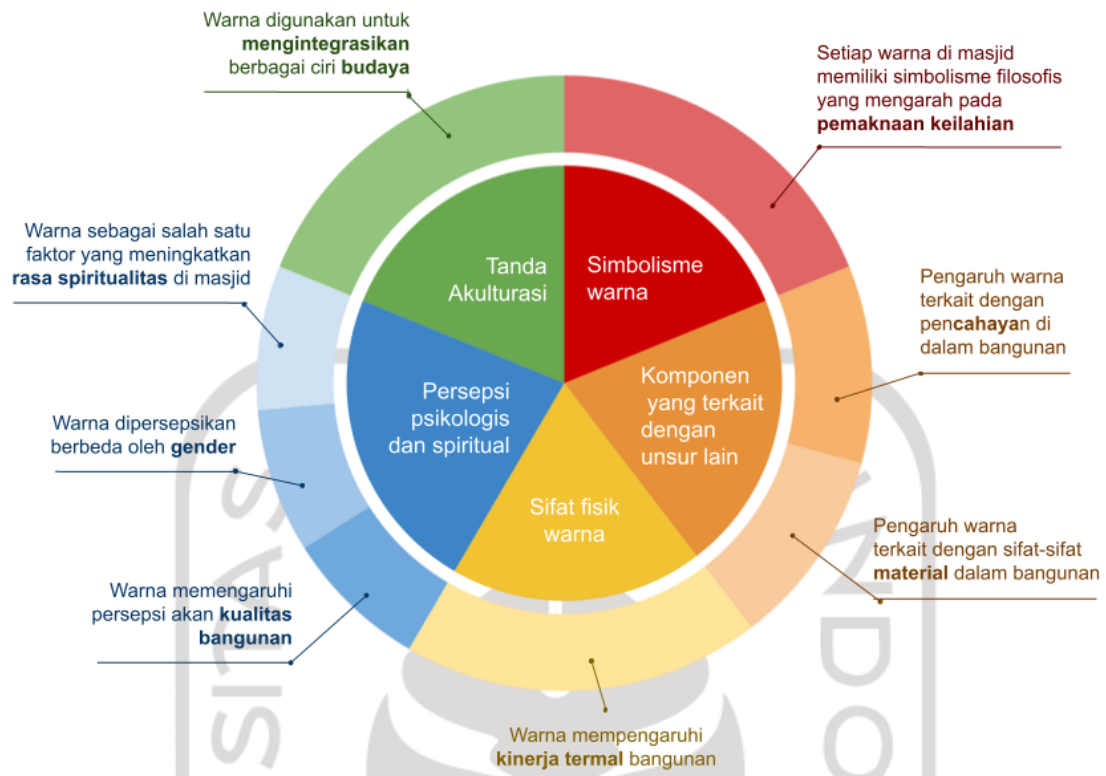 Warna digunakan untuk
mengintegrasikan
berbagai ciri budaya
Setiap warna di masjid
memiliki simbolisme filosofis
yang mengarah pada
pemaknaan keilahian
Warna sebagai salah satu
faktor yang meningkatkan
rasa spiritualitas di masjid
Tanda
Akulturasi
Simbolisme
warna
Pengaruh warna
terkait dengan
pencahayan di
dalam bangunan
Persepsi
psikologis
dan spiritual
Komponen
yang terkait
dengan
unsur lain
Warna dipersepsikan
berbeda oleh gender
Sifat fisik
warna
Pengaruh warna
terkait dengan sifat-sifat
material dalam bangunan
Warna memengaruhi
persepsi akan kualitas
bangunan
Warna mempengaruhi
kinerja termal bangunan
SITAS
NDO